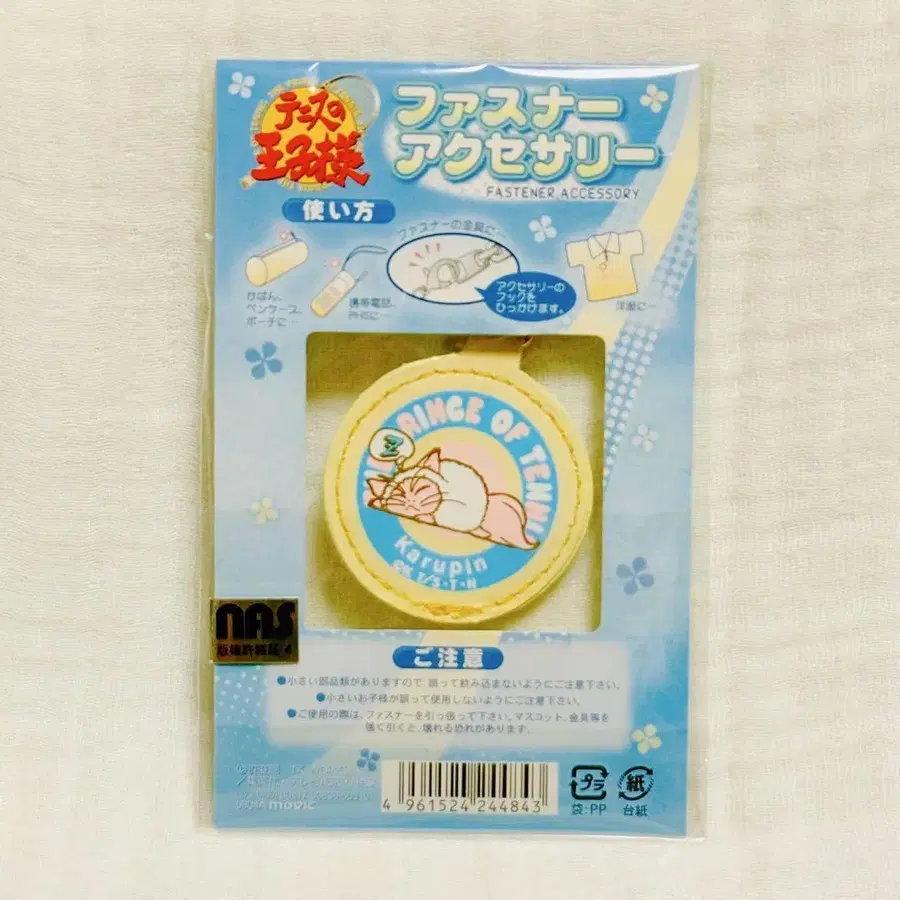 テニスの
王子様
ファスナー
アクセサリー
FASTENER ACCESSORY
使い方
ファスナーの金具に…
かばん、
ペンケース、
ポーチに…
携帯電話、
PHSに…
アクセサリーの
フックを
ひっかけます。
洋服に…
PRINCE OF TENNI
Z
Karupin
©K.T/S・T・N
NAS
版権許諾証
ご注意
●小さい部品類がありますので、誤って飲み込まないようにご注意下さい。
●小さいお子様が誤って使用しないようにご注意下さい。
●ご使用の際は、ファスナーを引っ張って下さい。マスコット、金具等を
強く引くと、壊れる恐れがあります。
movic
4 961524 244843
プラ
袋:PP
紙
台紙